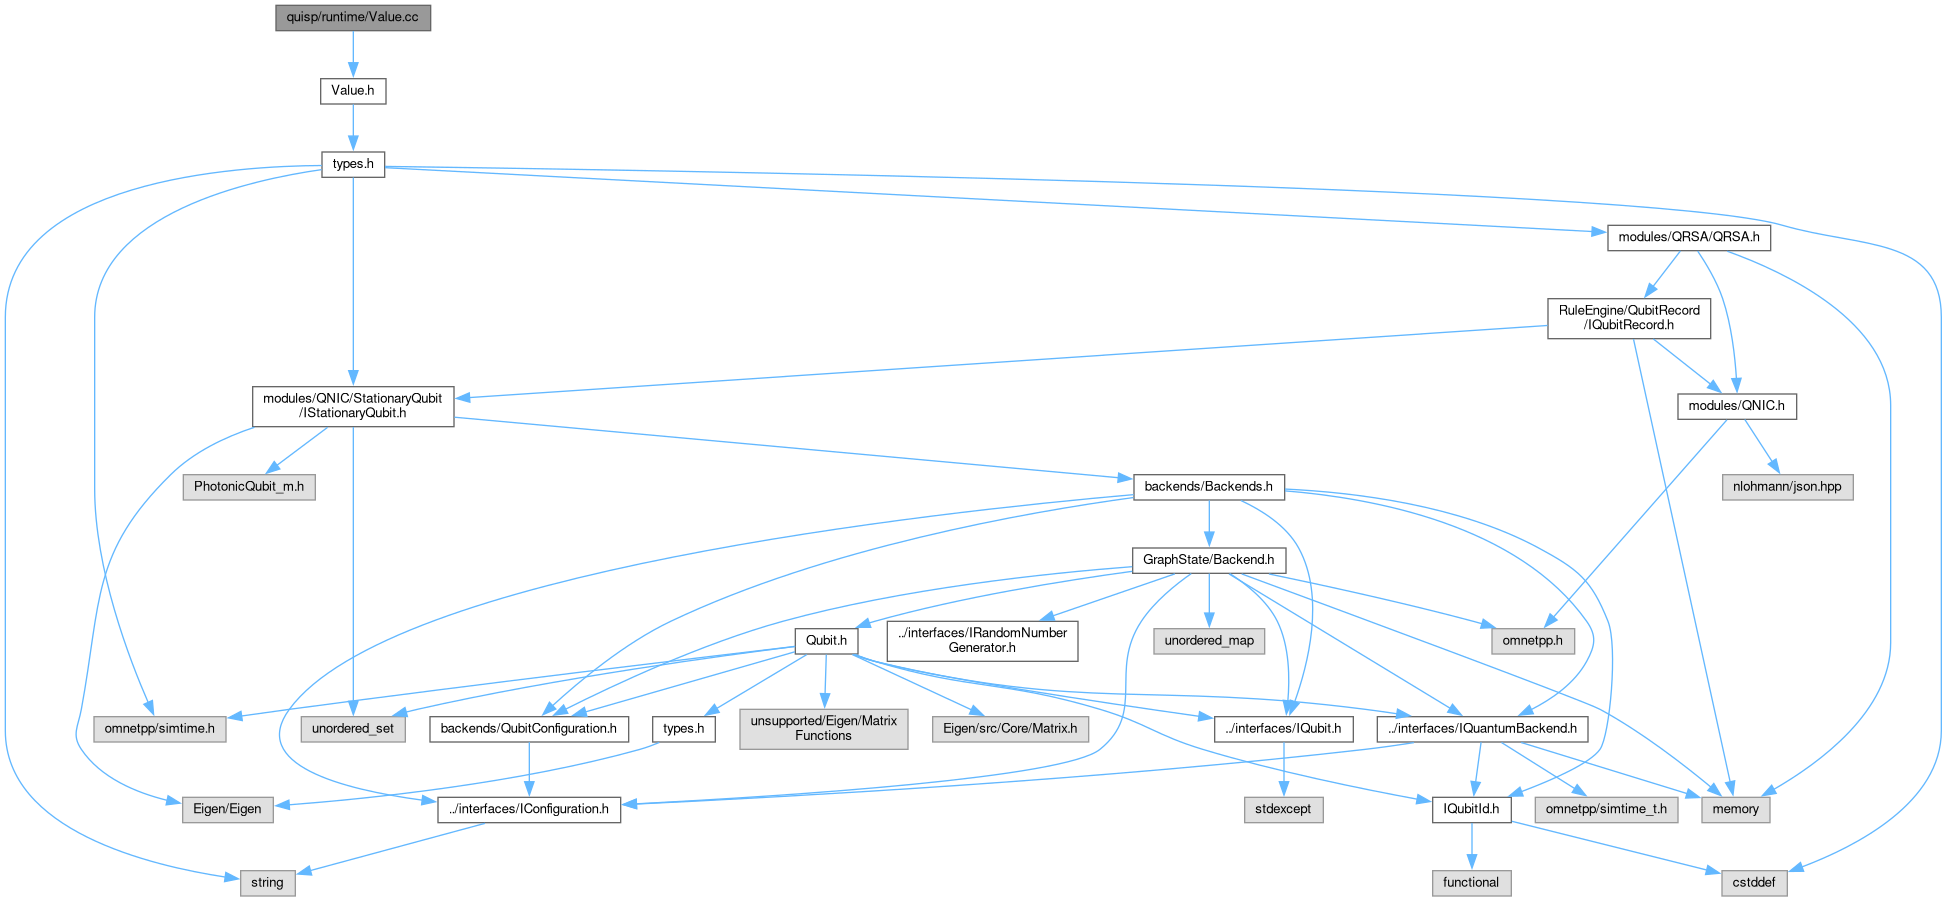 quisp/runtime/Value.cc
Value.h
types.h
modules/QRSA/QRSA.h
RuleEngine/QubitRecord
/IQubitRecord.h
modules/QNIC/StationaryQubit
/IStationaryQubit.h
modules/QNIC.h
PhotonicQubit_m.h
backends/Backends.h
nlohmann/json.hpp
GraphState/Backend.h
Qubit.h
../interfaces/IRandomNumber
Generator.h
unordered_map
omnetpp.h
omnetpp/simtime.h
unordered_set
backends/QubitConfiguration.h
types.h
unsupported/Eigen/Matrix
Functions
Eigen/src/Core/Matrix.h
../interfaces/IQubit.h
../interfaces/IQuantumBackend.h
Eigen/Eigen
../interfaces/IConfiguration.h
stdexcept
IQubitId.h
omnetpp/simtime_t.h
memory
string
functional
cstddef